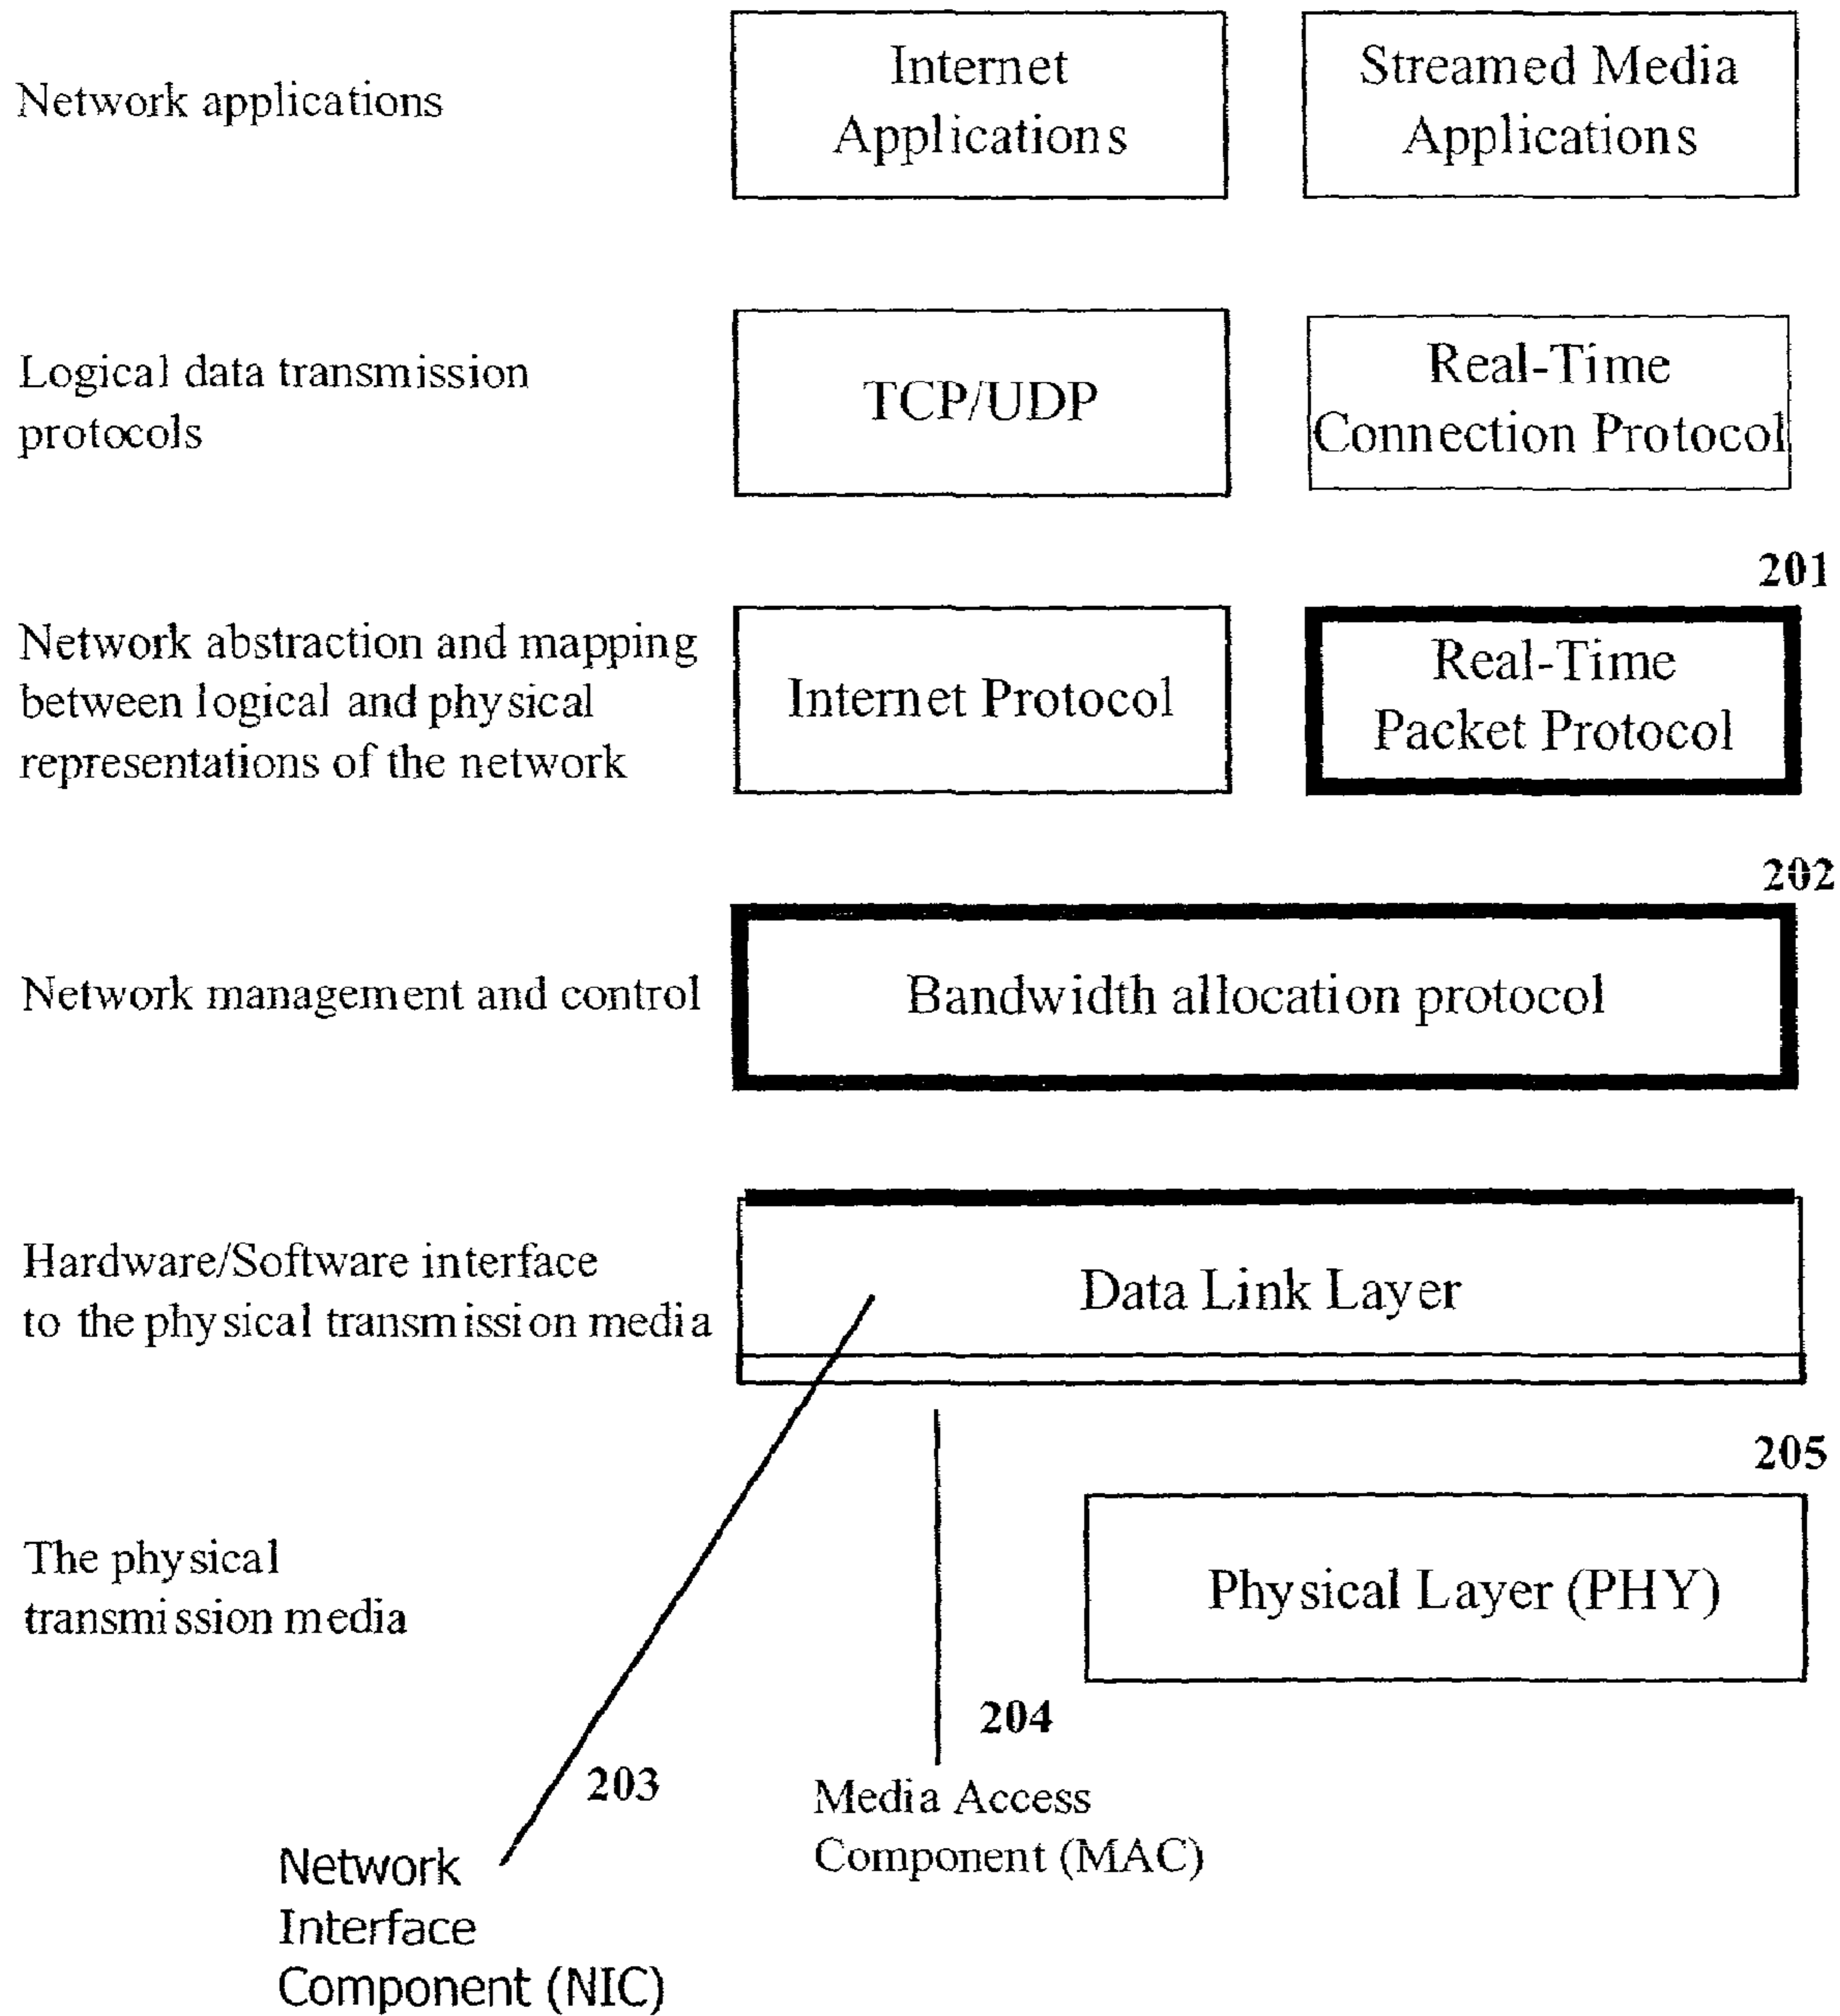 Network applications
Internet
Applications
Streamed Media
Applications
Logical data transmission
protocols
TCP/UDP
Real-Time
Connection Protocol
201
Network abstraction and mapping
between logical and physical
representations of the network
Internet Protocol
Real-Time
Packet Protocol
202
Network management and control
Bandwidth allocation protocol
Hardware/Software interface
to the physical transmission media
Data Link Layer
205
The physical
transmission media
Physical Layer (PHY)
204
203
Media Access
Component (MAC)
Network
Interface
Component (NIC)